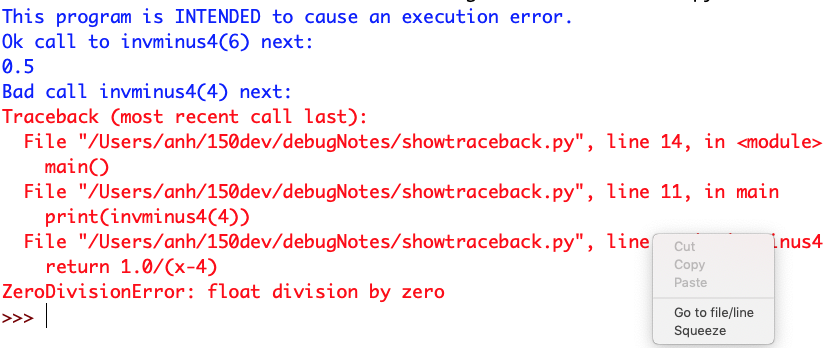 This program is INTENDED to cause an execution error.
Ok call to invminus4(6) next:
0.5
Bad call invminus4(4) next:
Traceback (most recent call last):
  File "/Users/anh/150dev/debugNotes/showtraceback.py", line 14, in <module>
    main()
  File "/Users/anh/150dev/debugNotes/showtraceback.py", line 11, in main
    print(invminus4(4))
  File "/Users/anh/150dev/debugNotes/showtraceback.py", line inus4
    return 1.0/(x-4)
ZeroDivisionError: float division by zero
>>>
Cut
Copy
Paste
Go to file/line
Squeeze